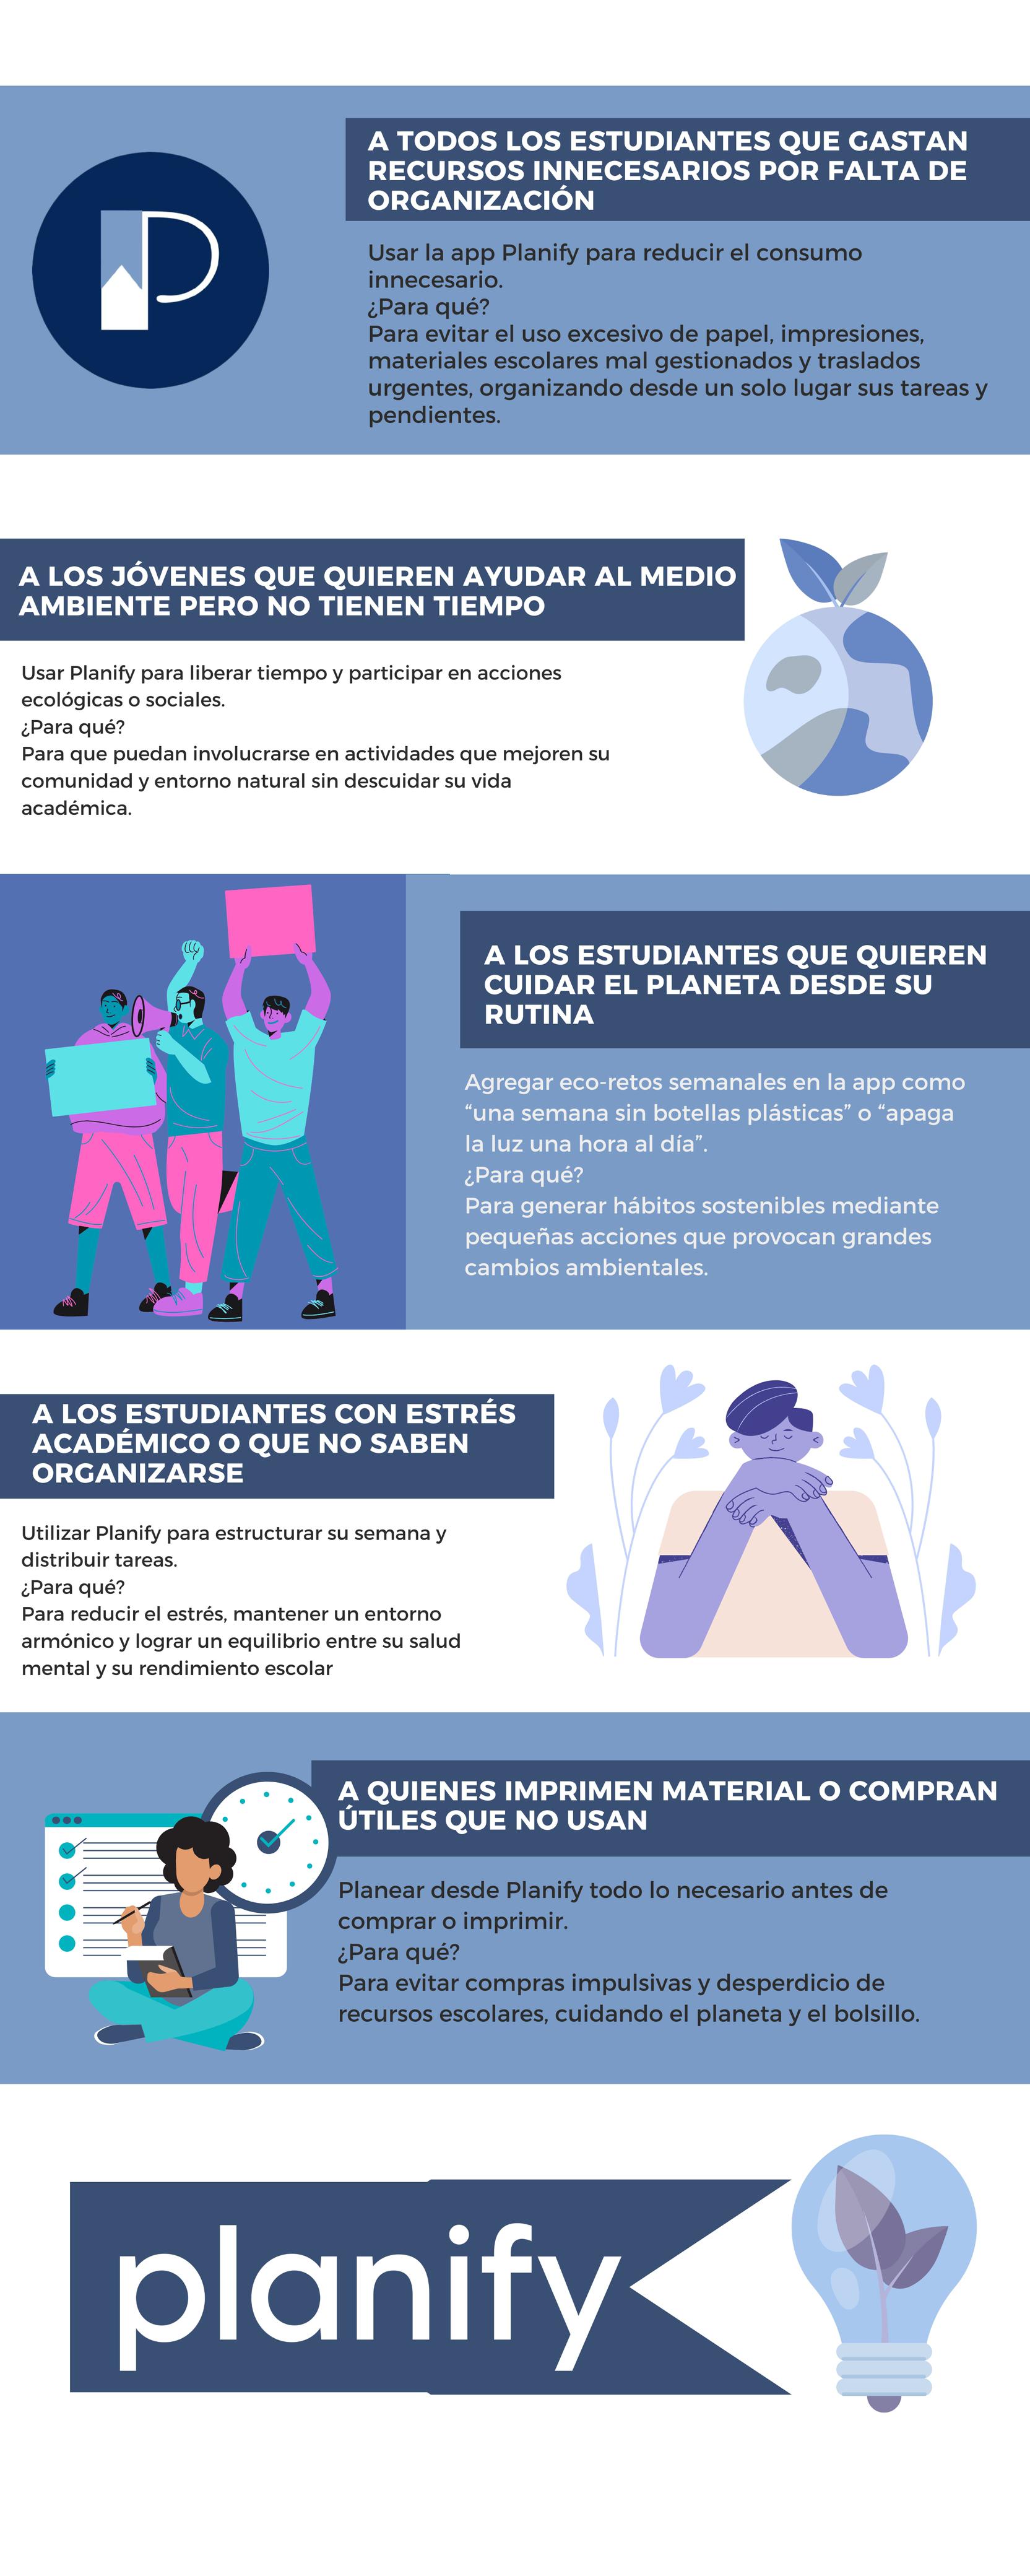 A TODOS LOS ESTUDIANTES QUE GASTAN
RECURSOS INNECESARIOS POR FALTA DE
ORGANIZACIÓN
Usar la app Planify para reducir el consumo
innecesario.
¿Para qué?
Para evitar el uso excesivo de papel, impresiones,
materiales escolares mal gestionados y traslados
urgentes, organizando desde un solo lugar sus tareas y
pendientes.
A LOS JÓVENES QUE QUIEREN AYUDAR AL MEDIO
AMBIENTE PERO NO TIENEN TIEMPO
Usar Planify para liberar tiempo y participar en acciones
ecológicas o sociales.
¿Para qué?
Para que puedan involucrarse en actividades que mejoren su
comunidad y entorno natural sin descuidar su vida
académica.
A LOS ESTUDIANTES QUE QUIEREN
CUIDAR EL PLANETA DESDE SU
RUTINA
Agregar eco-retos semanales en la app como
“una semana sin botellas plásticas” o “apaga
la luz una hora al día”.
¿Para qué?
Para generar hábitos sostenibles mediante
pequeñas acciones que provocan grandes
cambios ambientales.
A LOS ESTUDIANTES CON ESTRÉS
ACADÉMICO O QUE NO SABEN
ORGANIZARSE
Utilizar Planify para estructurar su semana y
distribuir tareas.
¿Para qué?
Para reducir el estrés, mantener un entorno
armónico y lograr un equilibrio entre su salud
mental y su rendimiento escolar
A QUIENES IMPRIMEN MATERIAL O COMPRAN
ÚTILES QUE NO USAN
Planear desde Planify todo lo necesario antes de
comprar o imprimir.
¿Para qué?
Para evitar compras impulsivas y desperdicio de
recursos escolares, cuidando el planeta y el bolsillo.
planify